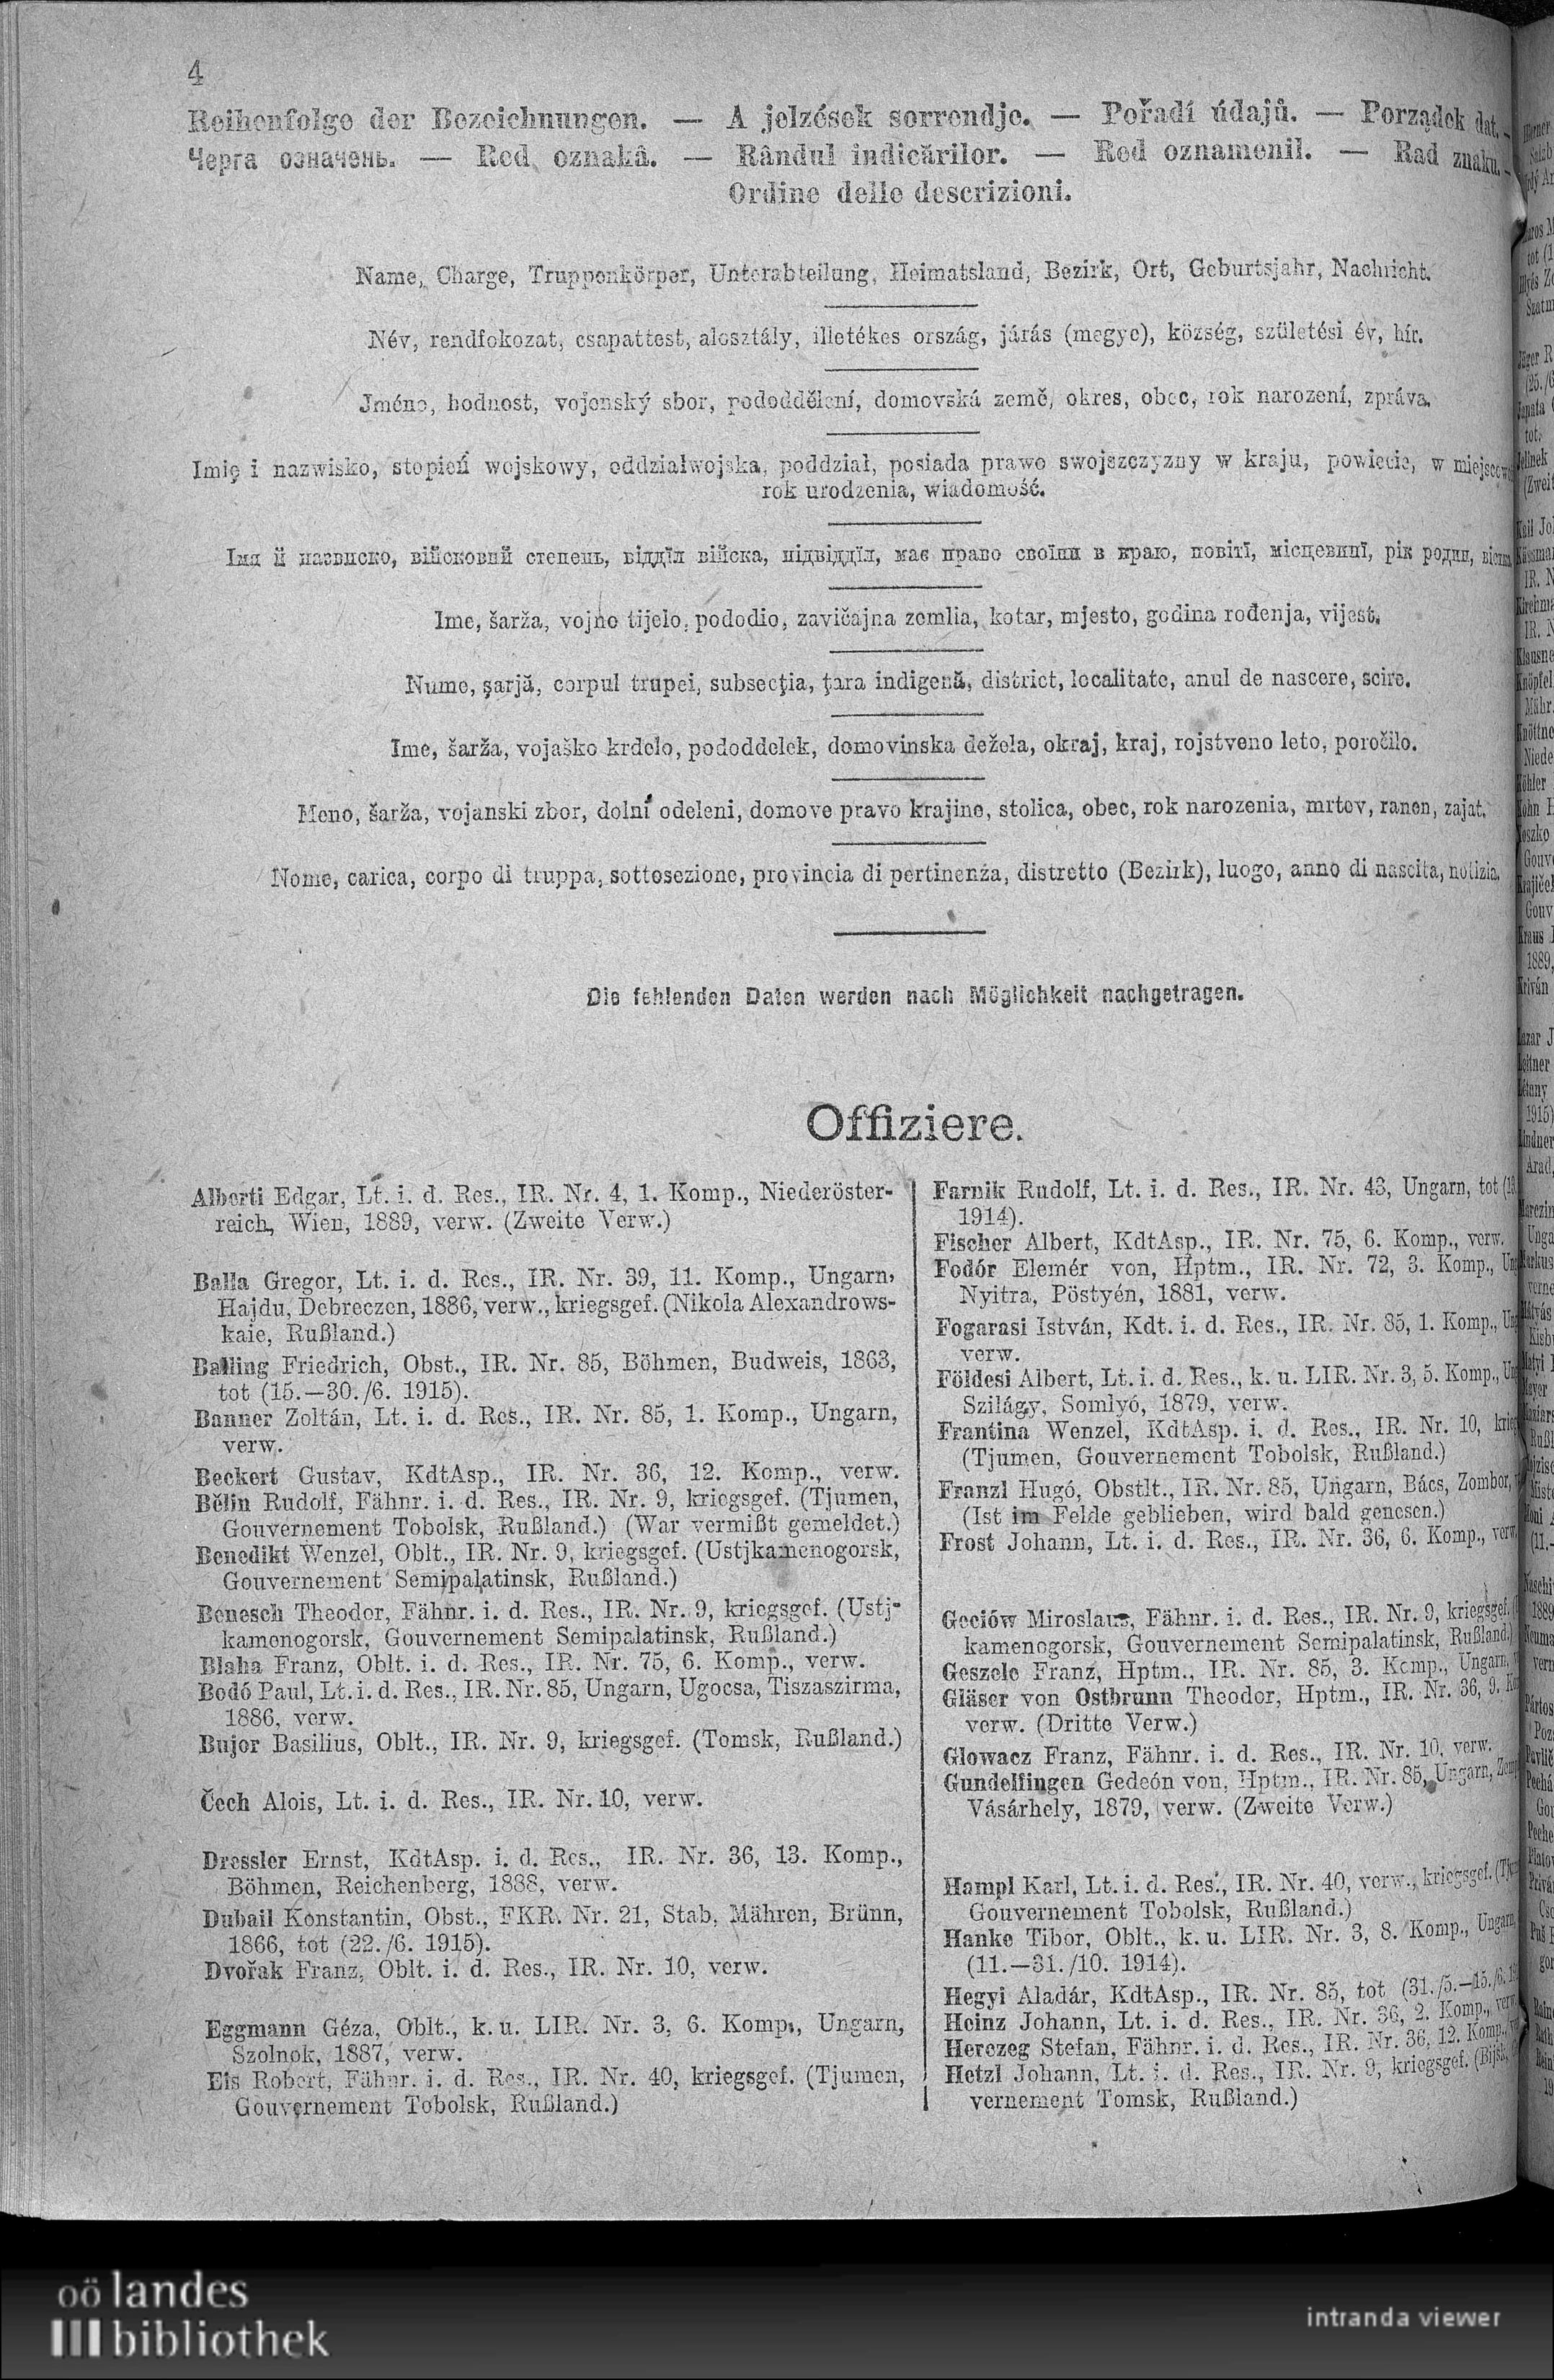 4
Reihenfolge der Bezeichnungen. — A jelzések sorrendje. — Pořadí údajů. — Porządek dat. —
Черга означень. — Red oznakâ. — Rândul indicărilor. — Red oznamenil. — Rad znaku. —
Ordine delle descrizioni.
Name, Charge, Truppenkörper, Unterabteilung, Heimatsland, Bezirk, Ort, Geburtsjahr, Nachricht.
Név, rendfokozat, csapattest, alosztály, illetékes ország, járás (megye), község, születési év, hír.
Jméno, hodnost, vojenský sbor, pododdělení, domovská země, okres, obec, rok narození, zpráva.
Imię i nazwisko, stopień wojskowy, oddziałwojska, poddział, posiada prawo swojszczyzny w kraju, powiecie, w
rok urodzenia, wiadomość.
Імя й назвиско, військовий степень, віддїл війска, підвіддїл, має право своїни в краю, повітї, місцевинї, рік родин,
Ime, šarža, vojno tijelo, pododio, zavičajna zemlia, kotar, mjesto, godina rođenja, vijest.
Nume, şarjă, corpul trupei, subsecţia, ţara indigenă, district, localitate, anul de nascere, scire.
Ime, šarža, vojaško krdelo, pododdelek, domovinska dežela, okraj, kraj, rojstveno leto, poročilo.
Meno, šarža, vojanski zbor, dolní odeleni, domove pravo krajine, stolica, obec, rok narozenia, mrtev, ranen, zajat.
Nome, carica, corpo di truppa, sottosezione, provincia di pertinenza, distretto (Bezirk), luogo, anno di nascita, notizia.
Die fehlenden Daten werden nach Möglichkeit nachgetragen.
Offiziere.
Alberti Edgar, Lt. i. d. Res., IR. Nr. 4, 1. Komp., Niederöster-
reich, Wien, 1889, verw. (Zweite Verw.)
Balla Gregor, Lt. i. d. Res., IR. Nr. 39, 11. Komp., Ungarn,
Hajdu, Debreczen, 1886, verw., kriegsgef. (Nikola Alexandrows-
kaie, Rußland.)
Balling Friedrich, Obst., IR. Nr. 85, Böhmen, Budweis, 1863,
tot (15.—30./6. 1915).
Banner Zoltán, Lt. i. d. Res., IR. Nr. 85, 1. Komp., Ungarn,
verw.
Beckert Gustav, KdtAsp., IR. Nr. 36, 12. Komp., verw.
Bělin Rudolf, Fähnr. i. d. Res., IR. Nr. 9, kriegsgef. (Tjumen,
Gouvernement Tobolsk, Rußland.) (War vermißt gemeldet.)
Benedikt Wenzel, Oblt., IR. Nr. 9, kriegsgef. (Ustjkamenogorsk,
Gouvernement Semipalatinsk, Rußland.)
Benesch Theodor, Fähnr. i. d. Res., IR. Nr. 9, kriegsgef. (Ustj-
kamenogorsk, Gouvernement Semipalatinsk, Rußland.)
Blaha Franz, Oblt. i. d. Res., IR. Nr. 75, 6. Komp., verw.
Bodó Paul, Lt. i. d. Res., IR. Nr. 85, Ungarn, Ugocsa, Tiszaszirma,
1886, verw.
Bujor Basilius, Oblt., IR. Nr. 9, kriegsgef. (Tomsk, Rußland.)
Čech Alois, Lt. i. d. Res., IR. Nr. 10, verw.
Dressler Ernst, KdtAsp. i. d. Res., IR. Nr. 36, 13. Komp.,
Böhmen, Reichenberg, 1888, verw.
Dubail Konstantin, Obst., FKR. Nr. 21, Stab, Mähren, Brünn,
1866, tot (22./6. 1915).
Dvořak Franz, Oblt. i. d. Res., IR. Nr. 10, verw.
Eggmann Géza, Oblt., k. u. LIR. Nr. 3, 6. Komp., Ungarn,
Szolnok, 1887, verw.
Eis Robert, Fähnr. i. d. Res., IR. Nr. 40, kriegsgef. (Tjumen,
Gouvernement Tobolsk, Rußland.)
Farnik Rudolf, Lt. i. d. Res., IR. Nr. 43, Ungarn, tot
1914).
Fischer Albert, KdtAsp., IR. Nr. 75, 6. Komp., verw.
Fodór Elemér von, Hptm., IR. Nr. 72, 3. Komp.,
Nyitra, Pöstyén, 1881, verw.
Fogarasi István, Kdt. i. d. Res., IR. Nr. 85, 1. Komp.,
verw.
Földesi Albert, Lt. i. d. Res., k. u. LIR. Nr. 3, 5. Komp.,
Szilágy, Somlyó, 1879, verw.
Frantina Wenzel, KdtAsp. i. d. Res., IR. Nr. 10,
(Tjumen, Gouvernement Tobolsk, Rußland.)
Franzl Hugó, Obstlt., IR. Nr. 85, Ungarn, Bács, Zombor,
(Ist im Felde geblieben, wird bald genesen.)
Frost Johann, Lt. i. d. Res., IR. Nr. 36, 6. Komp., verw.
Geciów Miroslaus, Fähnr. i. d. Res., IR. Nr. 9, kriegsgef.
kamenogorsk, Gouvernement Semipalatinsk, Rußland.)
Geszele Franz, Hptm., IR. Nr. 85, 3. Komp., Ungarn,
Gläser von Ostbrunn Theodor, Hptm., IR. Nr. 36, 9.
verw. (Dritte Verw.)
Glowacz Franz, Fähnr. i. d. Res., IR. Nr. 10, verw.
Gundelfingen Gedeón von, Hptm., IR. Nr. 85, Ungarn,
Vásárhely, 1879, verw. (Zweite Verw.)
Hampl Karl, Lt. i. d. Res., IR. Nr. 40, verw., kriegsgef.
Gouvernement Tobolsk, Rußland.)
Hanke Tibor, Oblt., k. u. LIR. Nr. 3, 8. Komp., Ungarn,
(11.—31./10. 1914).
Hegyi Aladár, KdtAsp., IR. Nr. 85, tot (31./5.—15./6.
Heinz Johann, Lt. i. d. Res., IR. Nr. 36, 2. Komp., verw.
Herczeg Stefan, Fähnr. i. d. Res., IR. Nr. 36, 12. Komp.,
Hetzl Johann, Lt. i. d. Res., IR. Nr. 9, kriegsgef. (Bijsk,
vernement Tomsk, Rußland.)
oö landes
bibliothek
intranda viewer